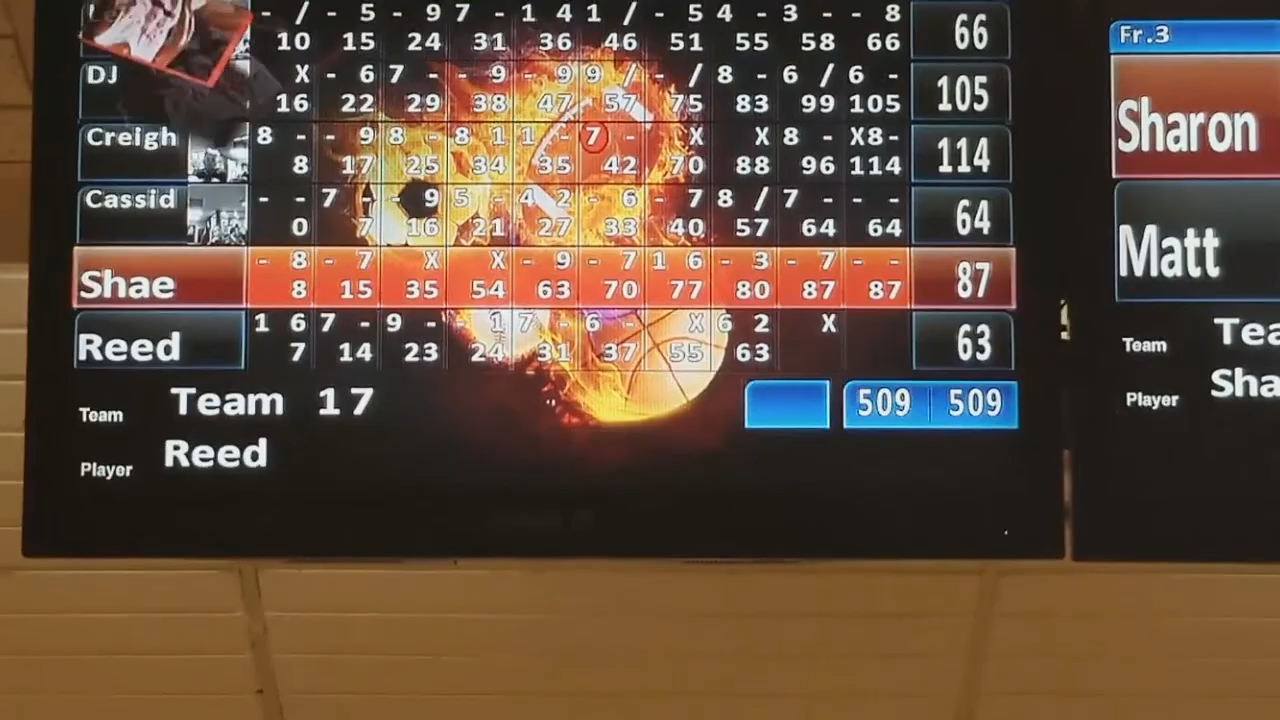 - / - 5 - 9 7 - 1 4 1 / - 5 4 - 3 - - 8
10 15 24 31 36 46 51 55 58 66 66
Fr.3
DJ X - 6 7 - - 9 - 9 9 / - / 8 - 6 / 6 -
16 22 29 38 47 57 75 83 99 105 105
Sharon
Creigh 8 - - 9 8 - 8 1 1 - 7 - X X 8 - X 8 -
8 17 25 34 35 42 70 88 96 114 114
Cassid - - 7 - - 9 5 - 4 2 - 6 - 7 8 / 7 - - -
0 7 16 21 27 33 40 57 64 64 64
Matt
Shae - 8 - 7 X X - 9 - 7 1 6 - 3 - 7 - -
8 15 35 54 63 70 77 80 87 87 87
Reed 1 6 7 - 9 - - 1 7 - 6 - X 6 2 X
7 14 23 24 31 37 55 63 63
Team Team 17 509 509
Player Reed
Team Tea
Player Sha